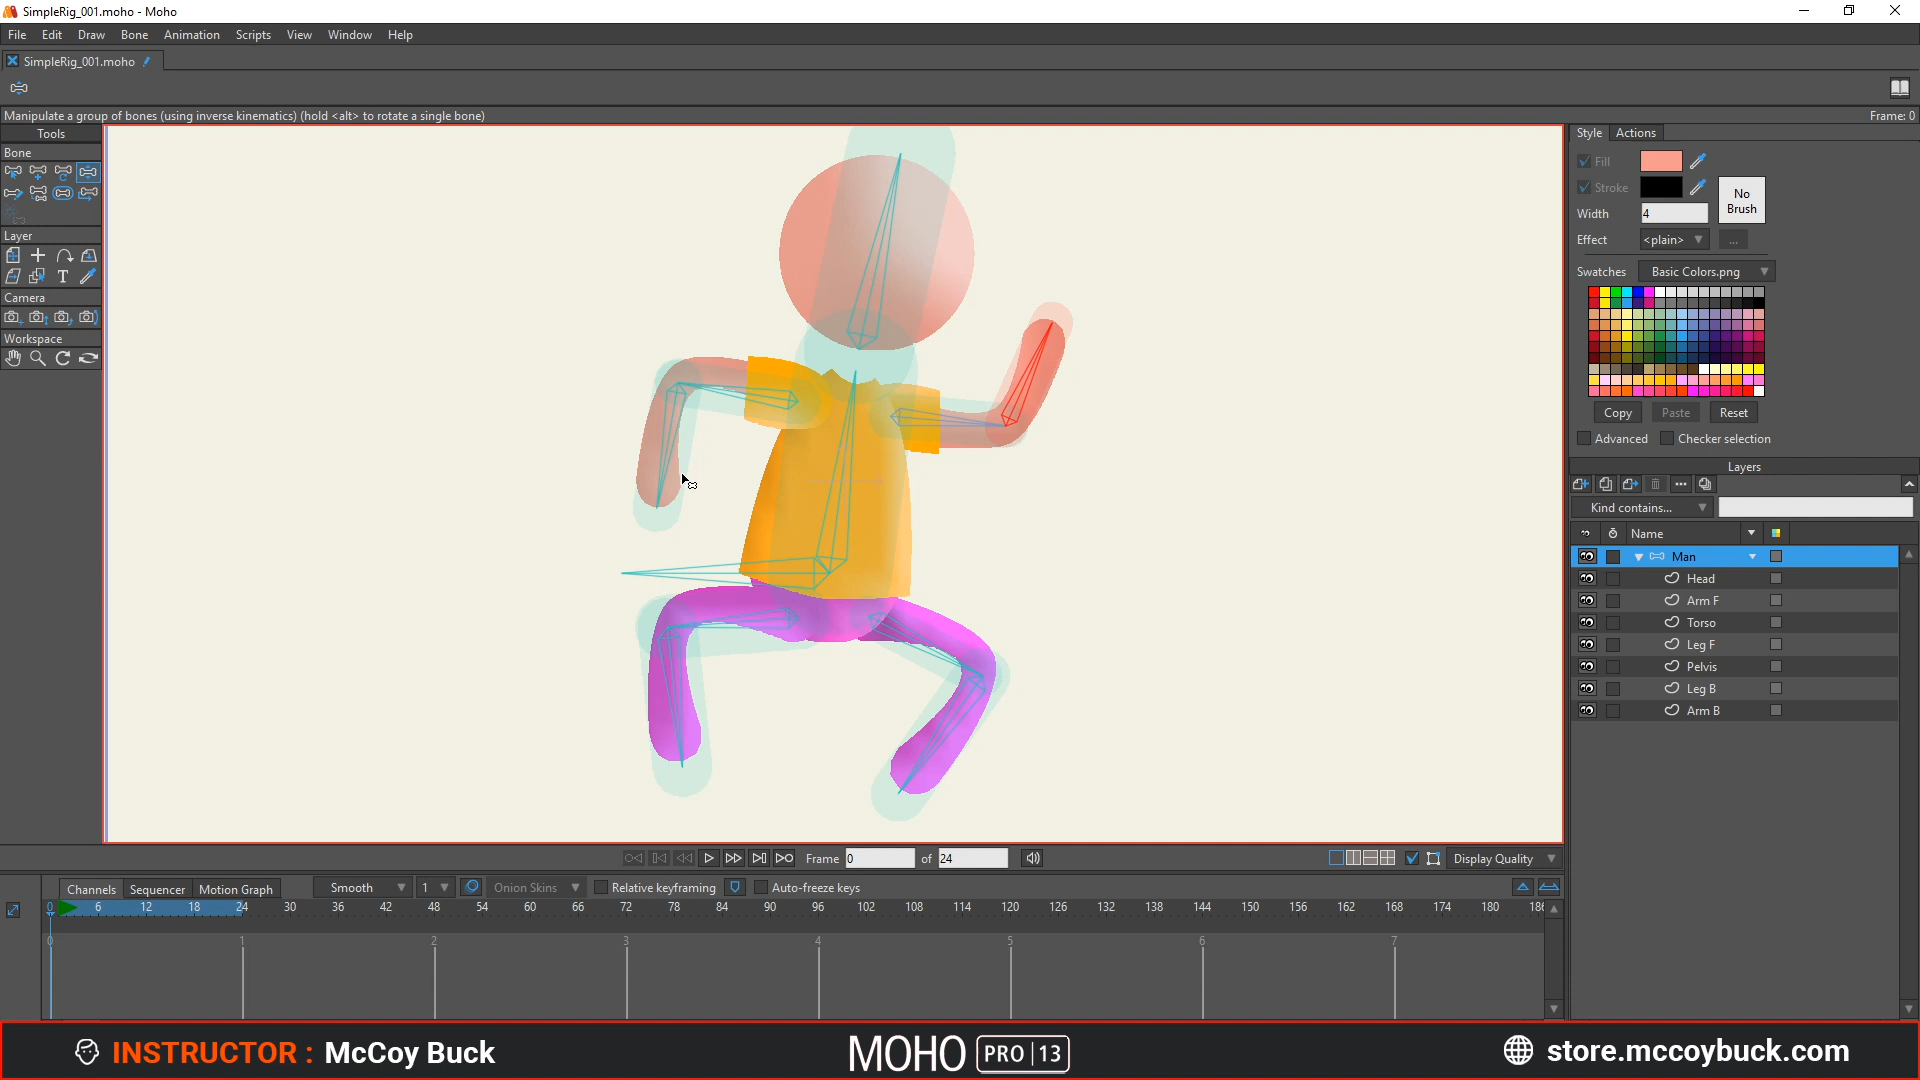 SimpleRig_001.moho - Moho
File Edit Draw Bone Animation Scripts View Window Help
SimpleRig_001.moho
Manipulate a group of bones (using inverse kinematics) (hold <alt> to rotate a single bone) Frame: 0
Tools
Bone
Layer
T
Camera
Workspace
Style Actions
Fill
Stroke
No Brush
Width 4
Effect <plain> ...
Swatches Basic Colors.png
Copy Paste Reset
Advanced Checker selection
Layers
Kind contains...
Name
Man
Head
Arm F
Torso
Leg F
Pelvis
Leg B
Arm B
Frame 0 of 24 Display Quality
Channels Sequencer Motion Graph Smooth 1 Onion Skins Relative keyframing Auto-freeze keys
0 6 12 18 24 30 36 42 48 54 60 66 72 78 84 90 96 102 108 114 120 126 132 138 144 150 156 162 168 174 180 186
0 1 2 3 4 5 6 7
INSTRUCTOR : McCoy Buck MOHO PRO | 13 store.mccoybuck.com